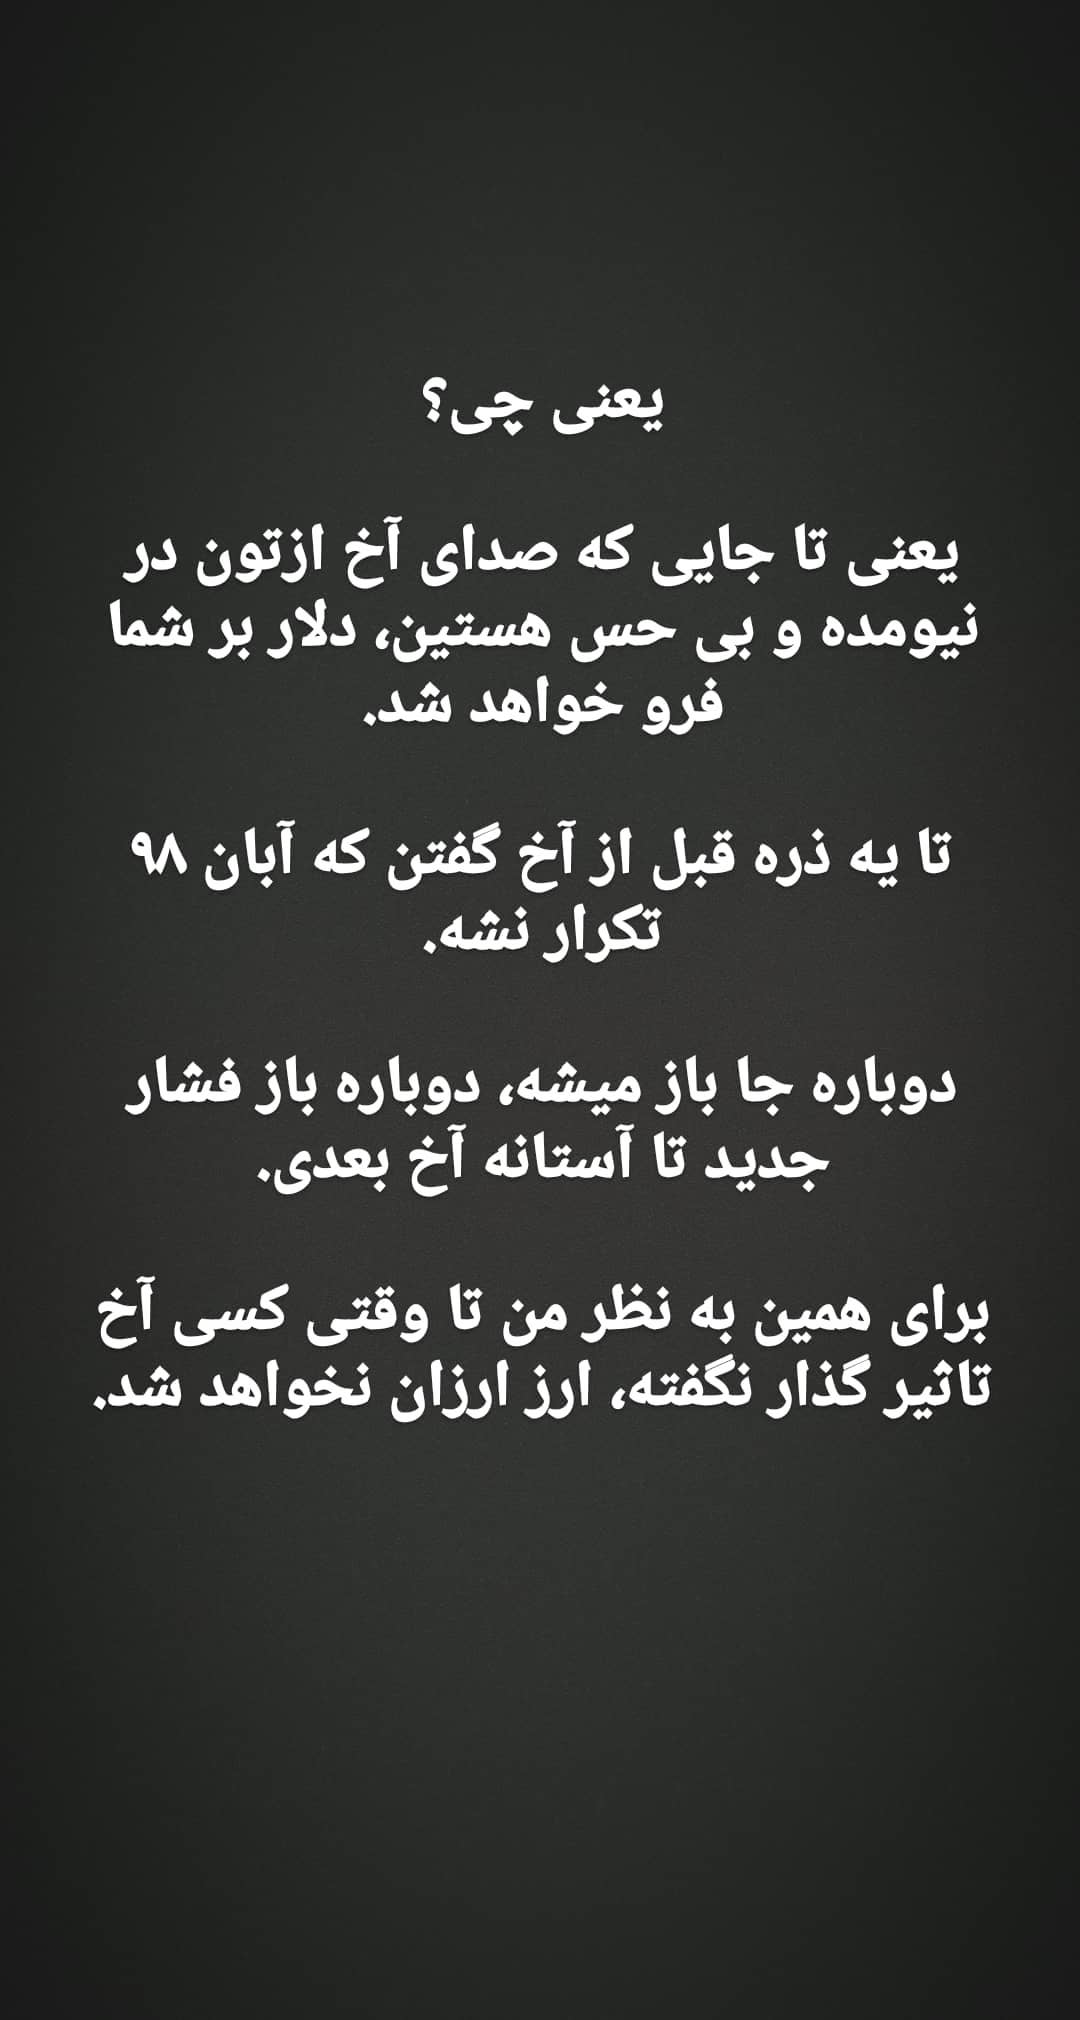 یعنی چی؟
یعنی تا جایی که صدای آخ ازتون در
نیومده و بی حس هستین، دلار بر شما
فرو خواهد شد.
تا یه ذره قبل از آخ گفتن که آبان ۹۸
تکرار نشه.
دوباره جا باز میشه، دوباره باز فشار
جدید تا آستانه آخ بعدی.
برای همین به نظر من تا وقتی کسی آخ
تاثیر گذار نگفته، ارز ارزان نخواهد شد.